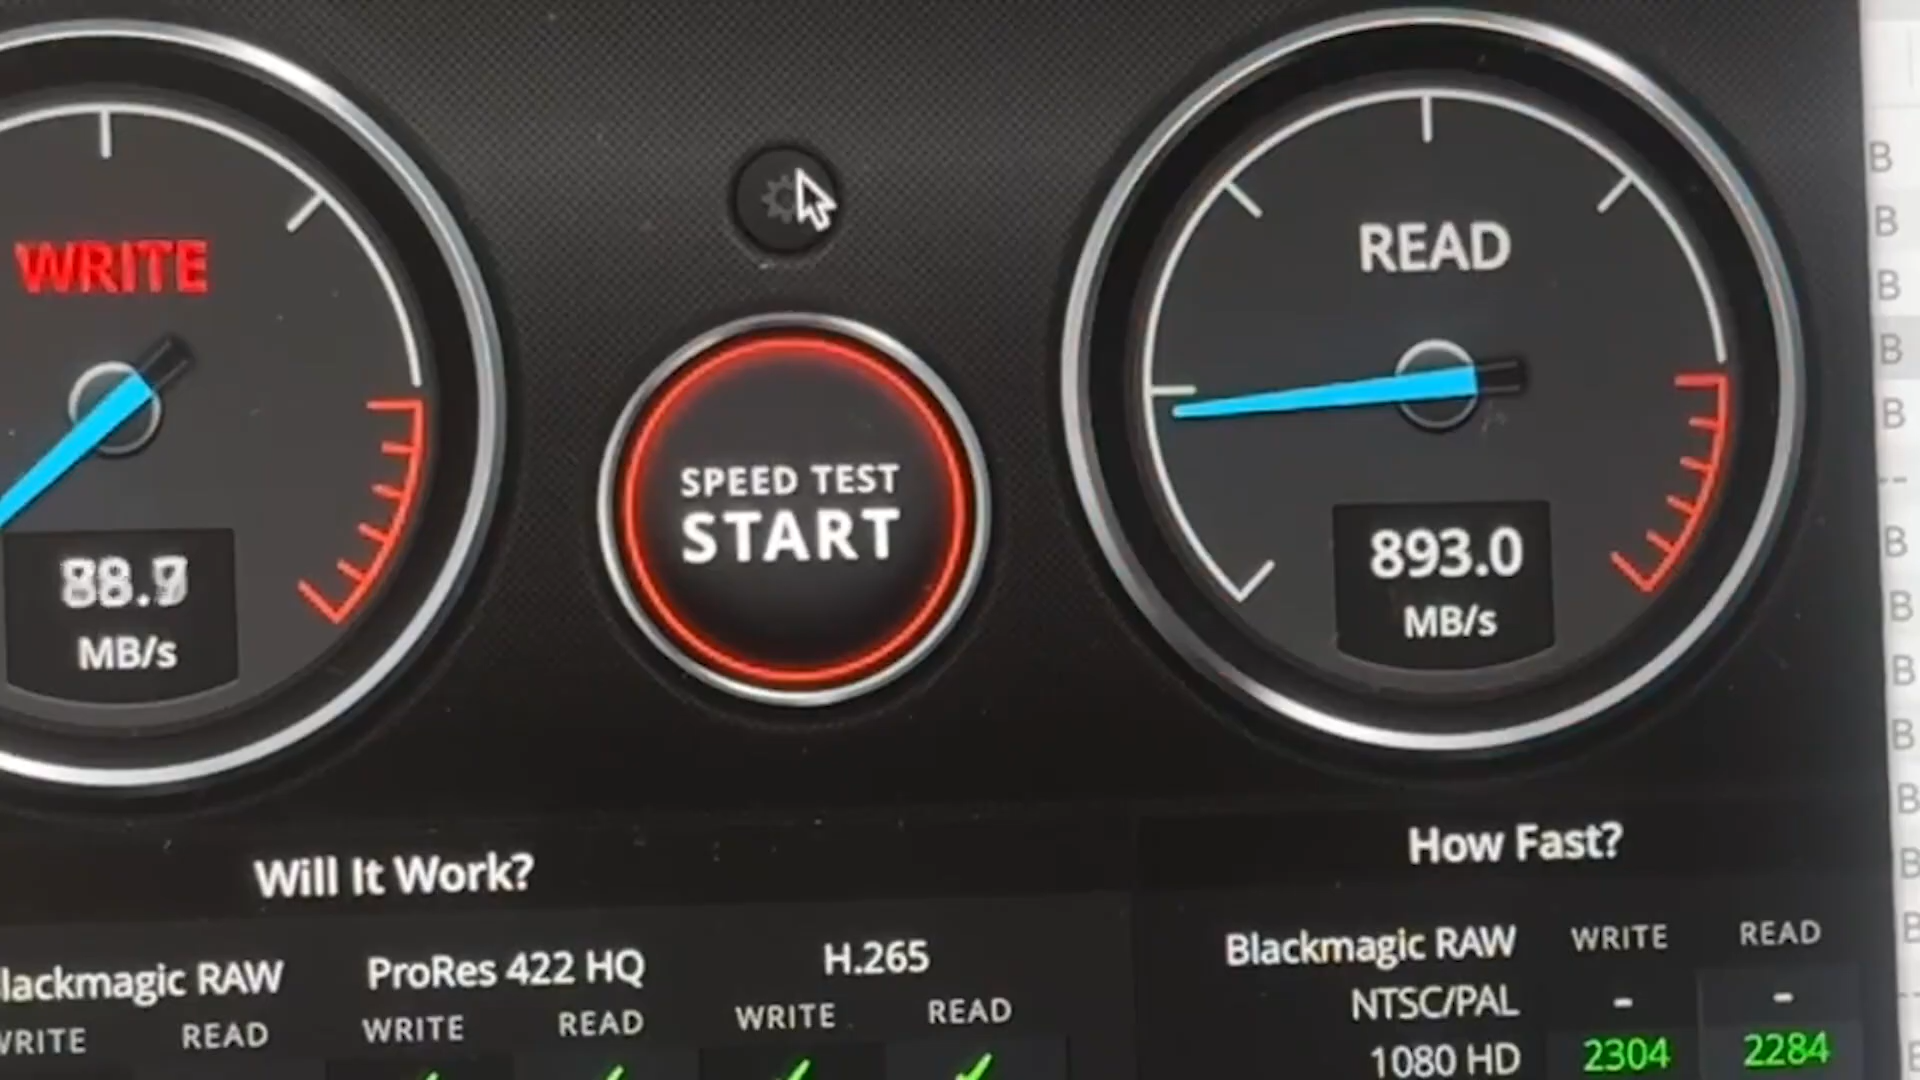 WRITE
READ
SPEED TEST
START
MB/s
893.0
MB/s
Will It Work?
How Fast?
RAW
ProRes 422 HQ
H.265
WRITE
READ
WRITE
READ
READ
Blackmagic RAW
WRITE
READ
NTSC/PAL
-
-
1080 HD
2304
2284
B
B
B
B
B
--
B
B
B
B
B
B